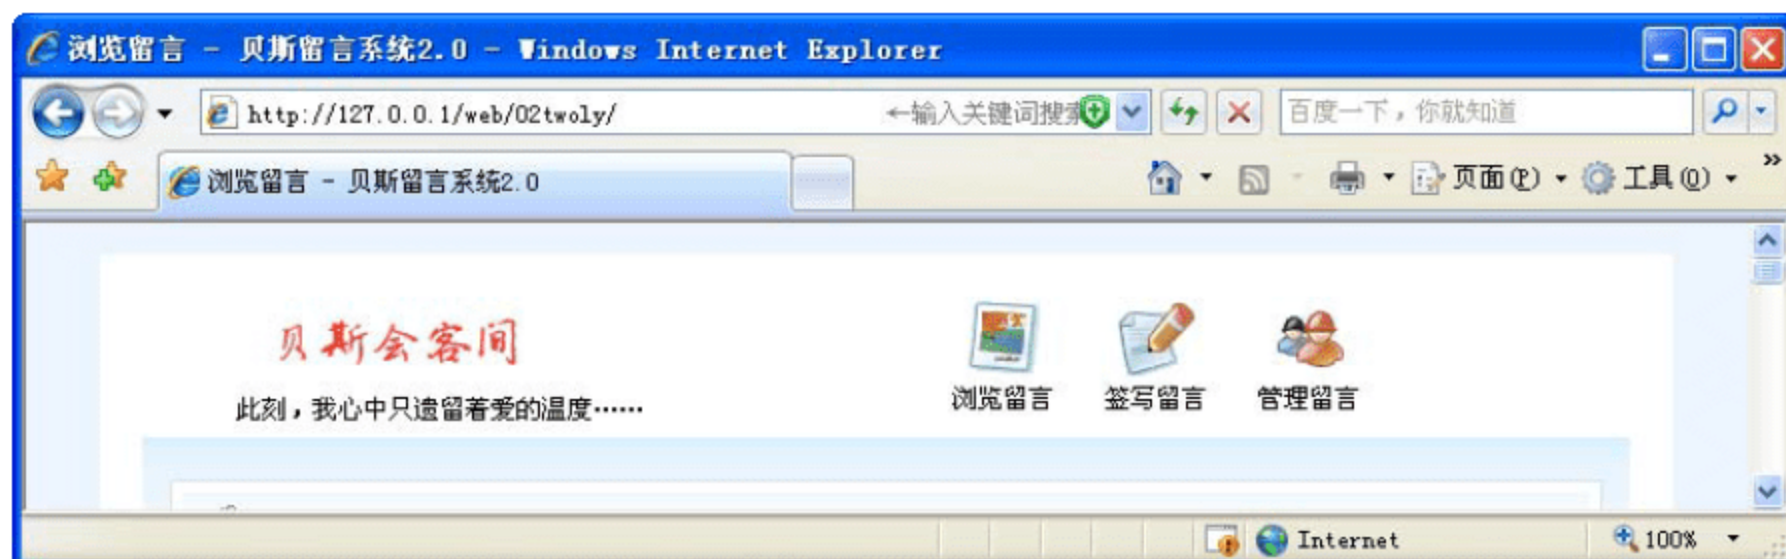 浏览留言 - 贝斯留言系统2.0 - Windows Internet Explorer
http://127.0.0.1/web/02twoly/
←输入关键词搜索
百度一下，你就知道
浏览留言 - 贝斯留言系统2.0
页面(P)
工具(O)
»
贝斯会客间
此刻，我心中只遗留着爱的温度……
浏览留言
签写留言
管理留言
Internet
100%